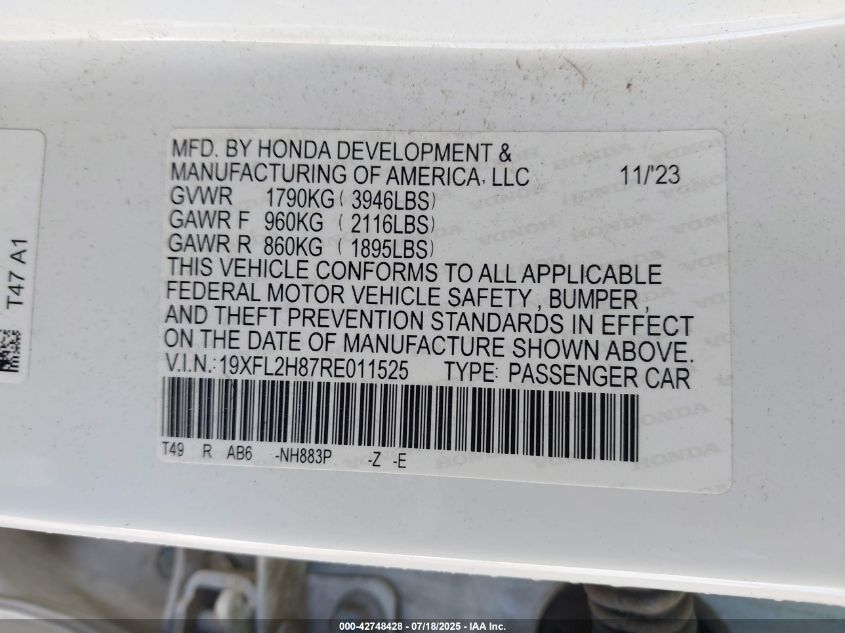 MFD. BY HONDA DEVELOPMENT &
MANUFACTURING OF AMERICA, LLC 11/'23
GVWR 1790KG ( 3946LBS)
GAWR F 960KG ( 2116LBS)
GAWR R 860KG ( 1895LBS)
THIS VEHICLE CONFORMS TO ALL APPLICABLE
FEDERAL MOTOR VEHICLE SAFETY , BUMPER ,
AND THEFT PREVENTION STANDARDS IN EFFECT
ON THE DATE OF MANUFACTURE SHOWN ABOVE.
V.I.N.: 19XFL2H87RE011525 TYPE: PASSENGER CAR
T49 R AB6 -NH883P -Z -E
T47 A1
000-42748428 - 07/18/2025 - IAA Inc.